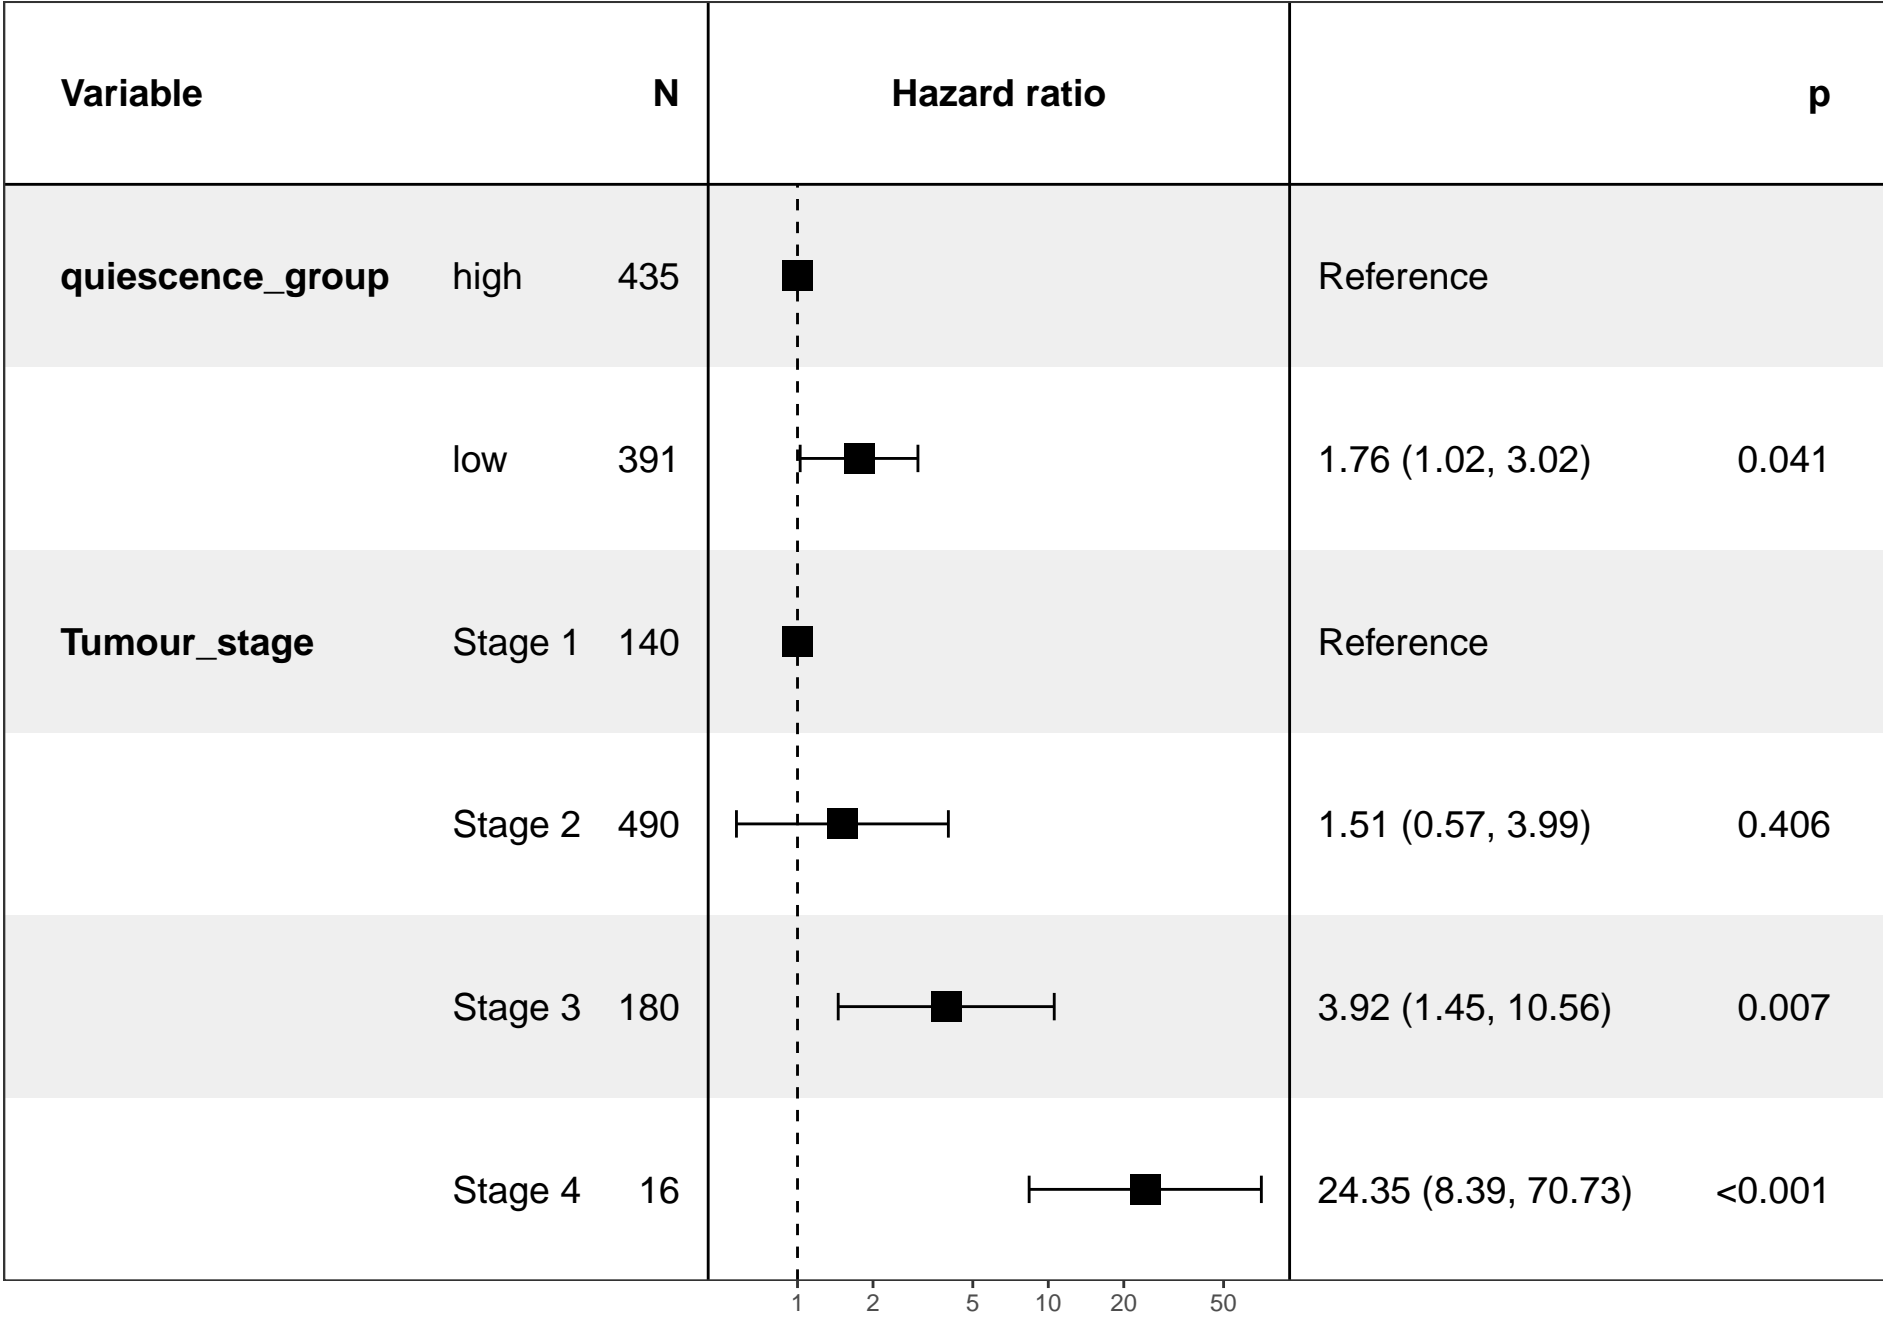 Variable N Hazard ratio p
quiescence_group high 435 Reference
low 391 1.76 (1.02, 3.02) 0.041
Tumour_stage Stage 1 140 Reference
Stage 2 490 1.51 (0.57, 3.99) 0.406
Stage 3 180 3.92 (1.45, 10.56) 0.007
Stage 4 16 24.35 (8.39, 70.73) <0.001
1 2 5 10 20 50